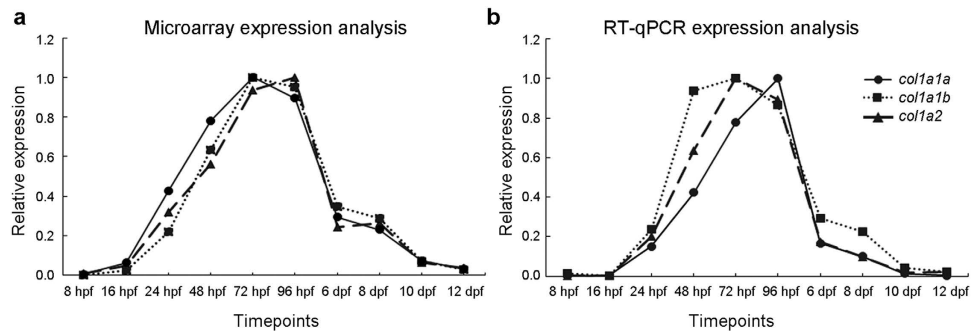 a
Microarray expression analysis
Relative expression
1.2
1.0
0.8
0.6
0.4
0.2
0.0
8 hpf 16 hpf 24 hpf 48 hpf 72 hpf 96 hpf 6 dpf 8 dpf 10 dpf 12 dpf
Timepoints
b
RT-qPCR expression analysis
Relative expression
1.2
1.0
0.8
0.6
0.4
0.2
0.0
8 hpf 16 hpf 24 hpf 48 hpf 72 hpf 96 hpf 6 dpf 8 dpf 10 dpf 12 dpf
Timepoints
col1a1a
col1a1b
col1a2